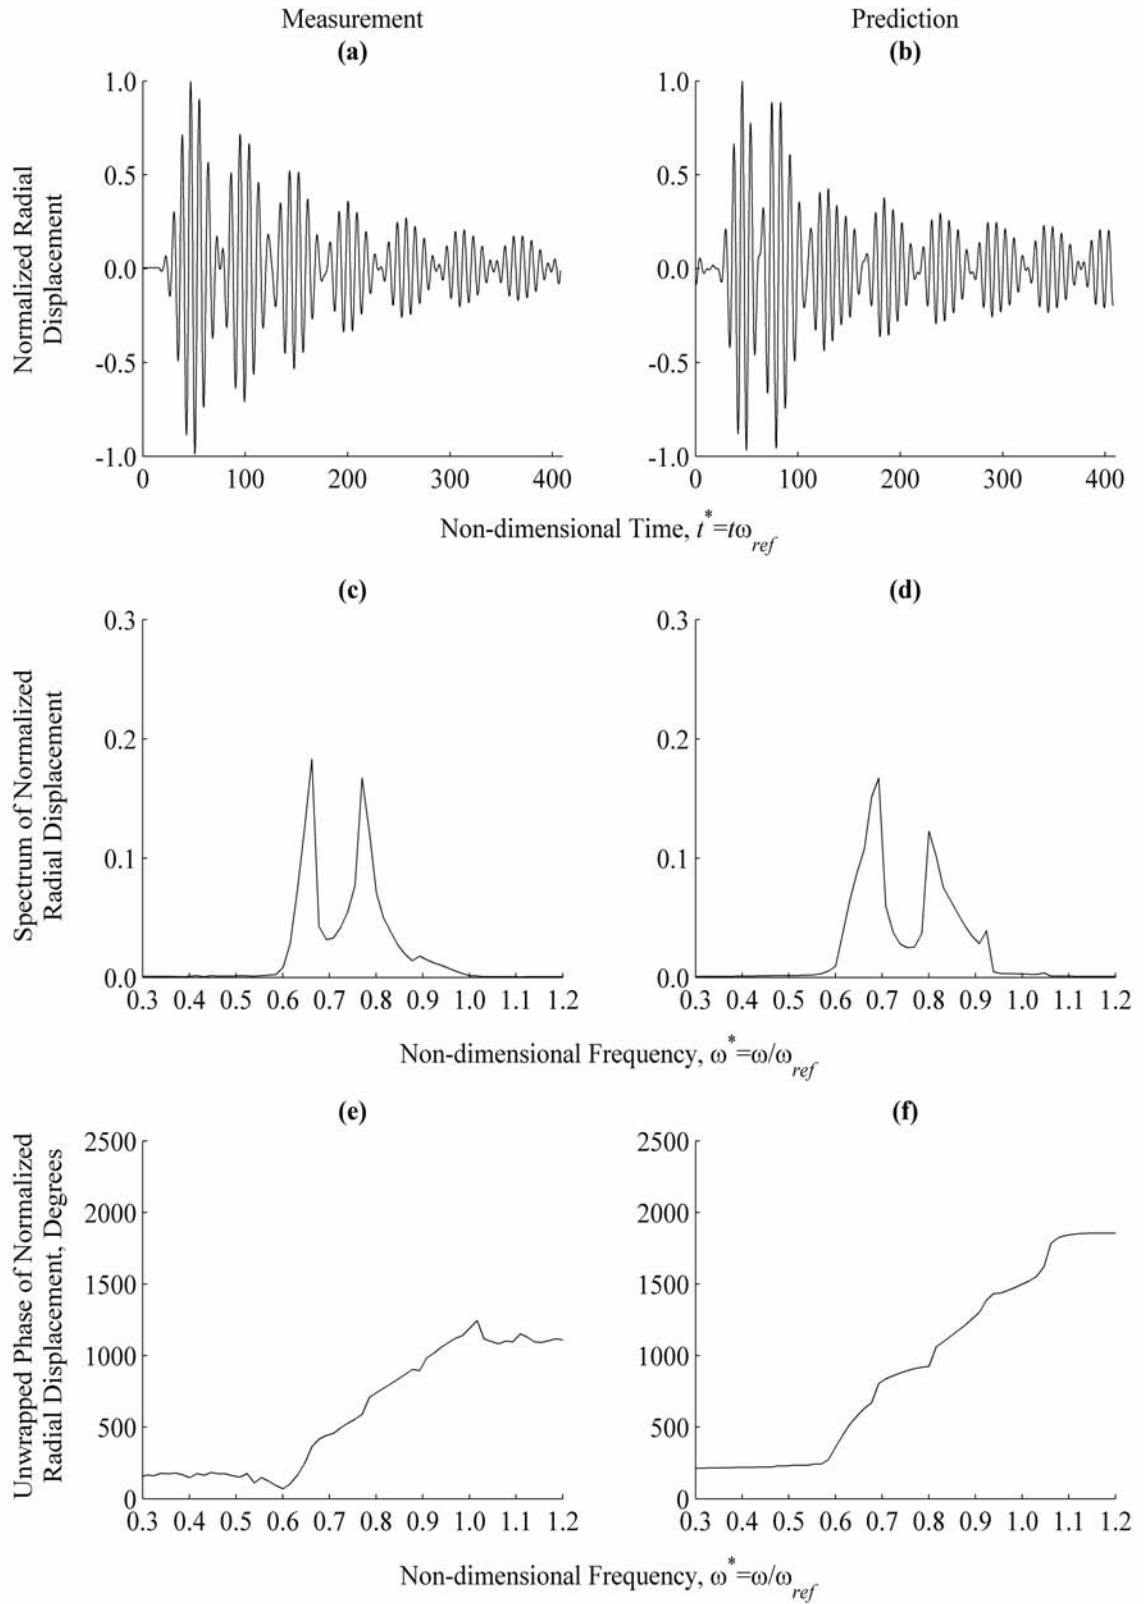 Measurement
(a)
Prediction
(b)
Normalized Radial
Displacement
1.0
0.5
0.0
-0.5
-1.0
0
100
200
300
400
1.0
0.5
0.0
-0.5
-1.0
0
100
200
300
400
Non-dimensional Time, t*=tω_ref
(c)
(d)
Spectrum of Normalized
Radial Displacement
0.3
0.2
0.1
0.0
0.3 0.4 0.5 0.6 0.7 0.8 0.9 1.0 1.1 1.2
0.3
0.2
0.1
0.0
0.3 0.4 0.5 0.6 0.7 0.8 0.9 1.0 1.1 1.2
Non-dimensional Frequency, ω*=ω/ω_ref
(e)
(f)
Unwrapped Phase of Normalized
Radial Displacement, Degrees
2500
2000
1500
1000
500
0
0.3 0.4 0.5 0.6 0.7 0.8 0.9 1.0 1.1 1.2
2500
2000
1500
1000
500
0
0.3 0.4 0.5 0.6 0.7 0.8 0.9 1.0 1.1 1.2
Non-dimensional Frequency, ω*=ω/ω_ref